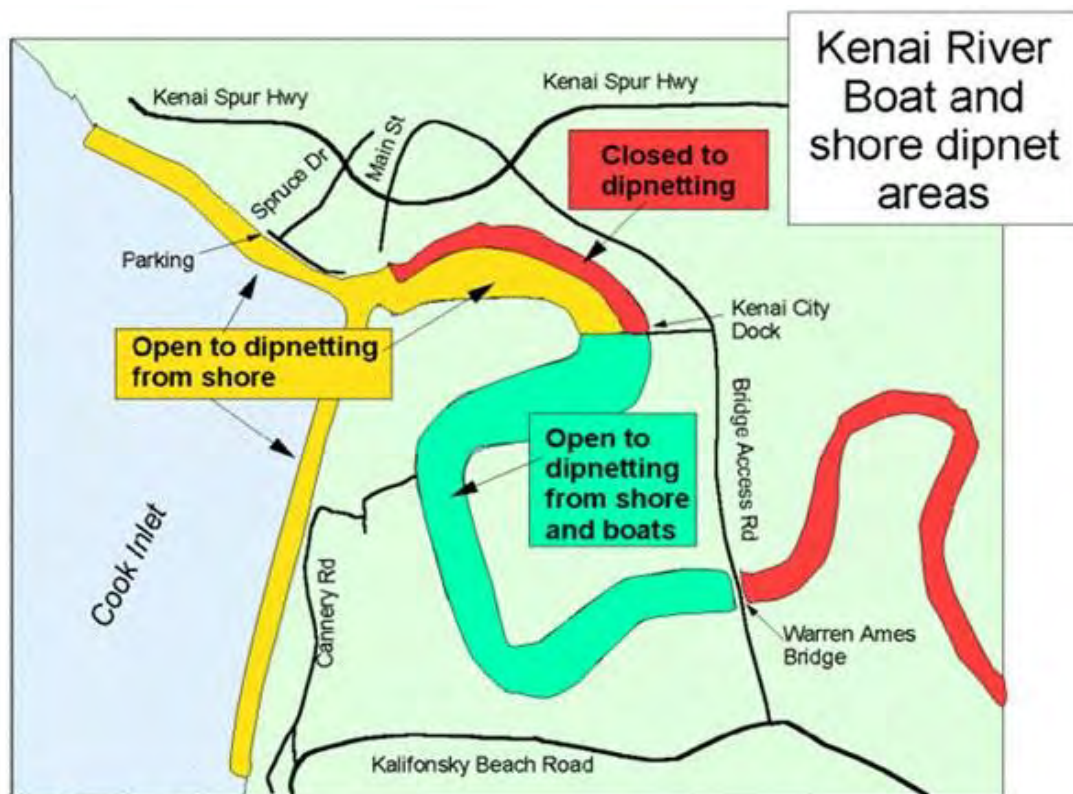 Kenai River
Boat and
shore dipnet
areas
Kenai Spur Hwy
Kenai Spur Hwy
Spruce Dr
Main St
Closed to
dipnetting
Parking
Kenai City
Dock
Open to dipnetting
from shore
Bridge Access Rd
Open to
dipnetting
from shore
and boats
Cook Inlet
Cannery Rd
Warren Ames
Bridge
Kalifonsky Beach Road